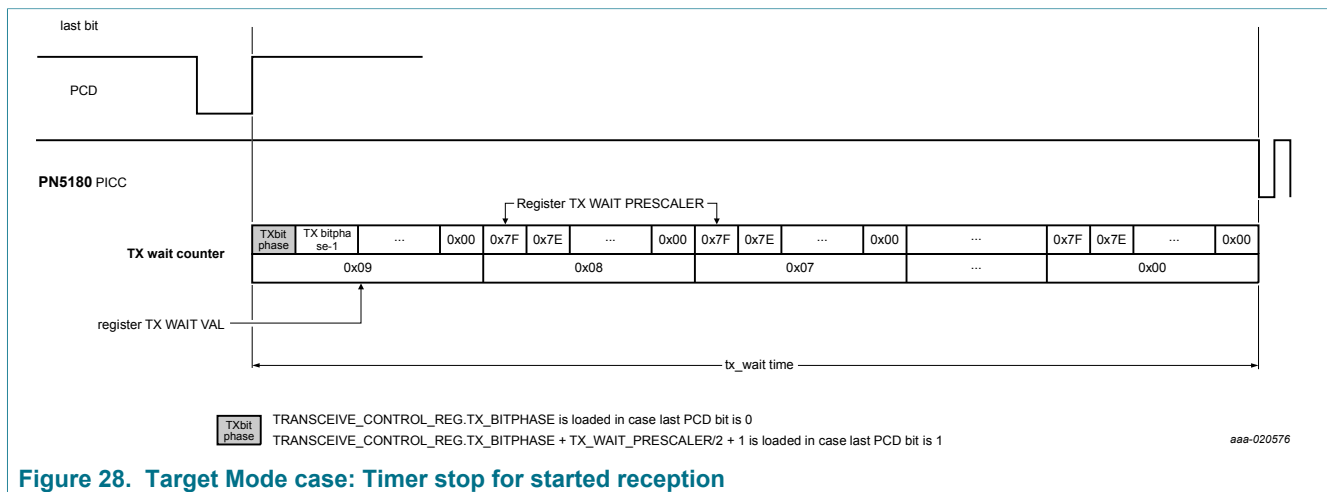 last bit
PCD
PN5180 PICC
Register TX WAIT PRESCALER
TX wait counter
TXbit
phase
TX bitpha
se-1
...
0x00
0x7F
0x7E
...
0x00
0x7F
0x7E
...
0x00
...
0x7F
0x7E
...
0x00
0x09
0x08
0x07
...
0x00
register TX WAIT VAL
tx_wait time
TXbit
phase
TRANSCEIVE_CONTROL_REG.TX_BITPHASE is loaded in case last PCD bit is 0
TRANSCEIVE_CONTROL_REG.TX_BITPHASE + TX_WAIT_PRESCALER/2 + 1 is loaded in case last PCD bit is 1
aaa-020576
Figure 28. Target Mode case: Timer stop for started reception